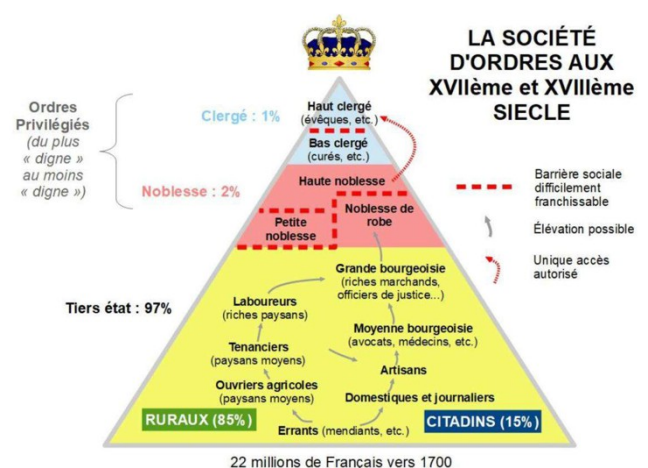 LA SOCIÉTÉ
D'ORDRES AUX
XVIIème et XVIIIème
SIECLE
Ordres
Privilégiés
(du plus
« digne »
au moins
« digne »)
Clergé : 1%
Noblesse : 2%
Haut clergé
(évêques, etc.)
Bas clergé
(curés, etc.)
Haute noblesse
Noblesse de
robe
Petite
noblesse
Barrière sociale
difficilement
franchissable
Élévation possible
Unique accès
autorisé
Tiers état : 97%
Grande bourgeoisie
(riches marchands,
officiers de justice...)
Laboureurs
(riches paysans)
Moyenne bourgeoisie
(avocats, médecins, etc.)
Tenanciers
(paysans moyens)
Artisans
Ouvriers agricoles
(paysans moyens)
Domestiques et journaliers
RURAUX (85%)
CITADINS (15%)
Errants (mendiants, etc.)
22 millions de Français vers 1700